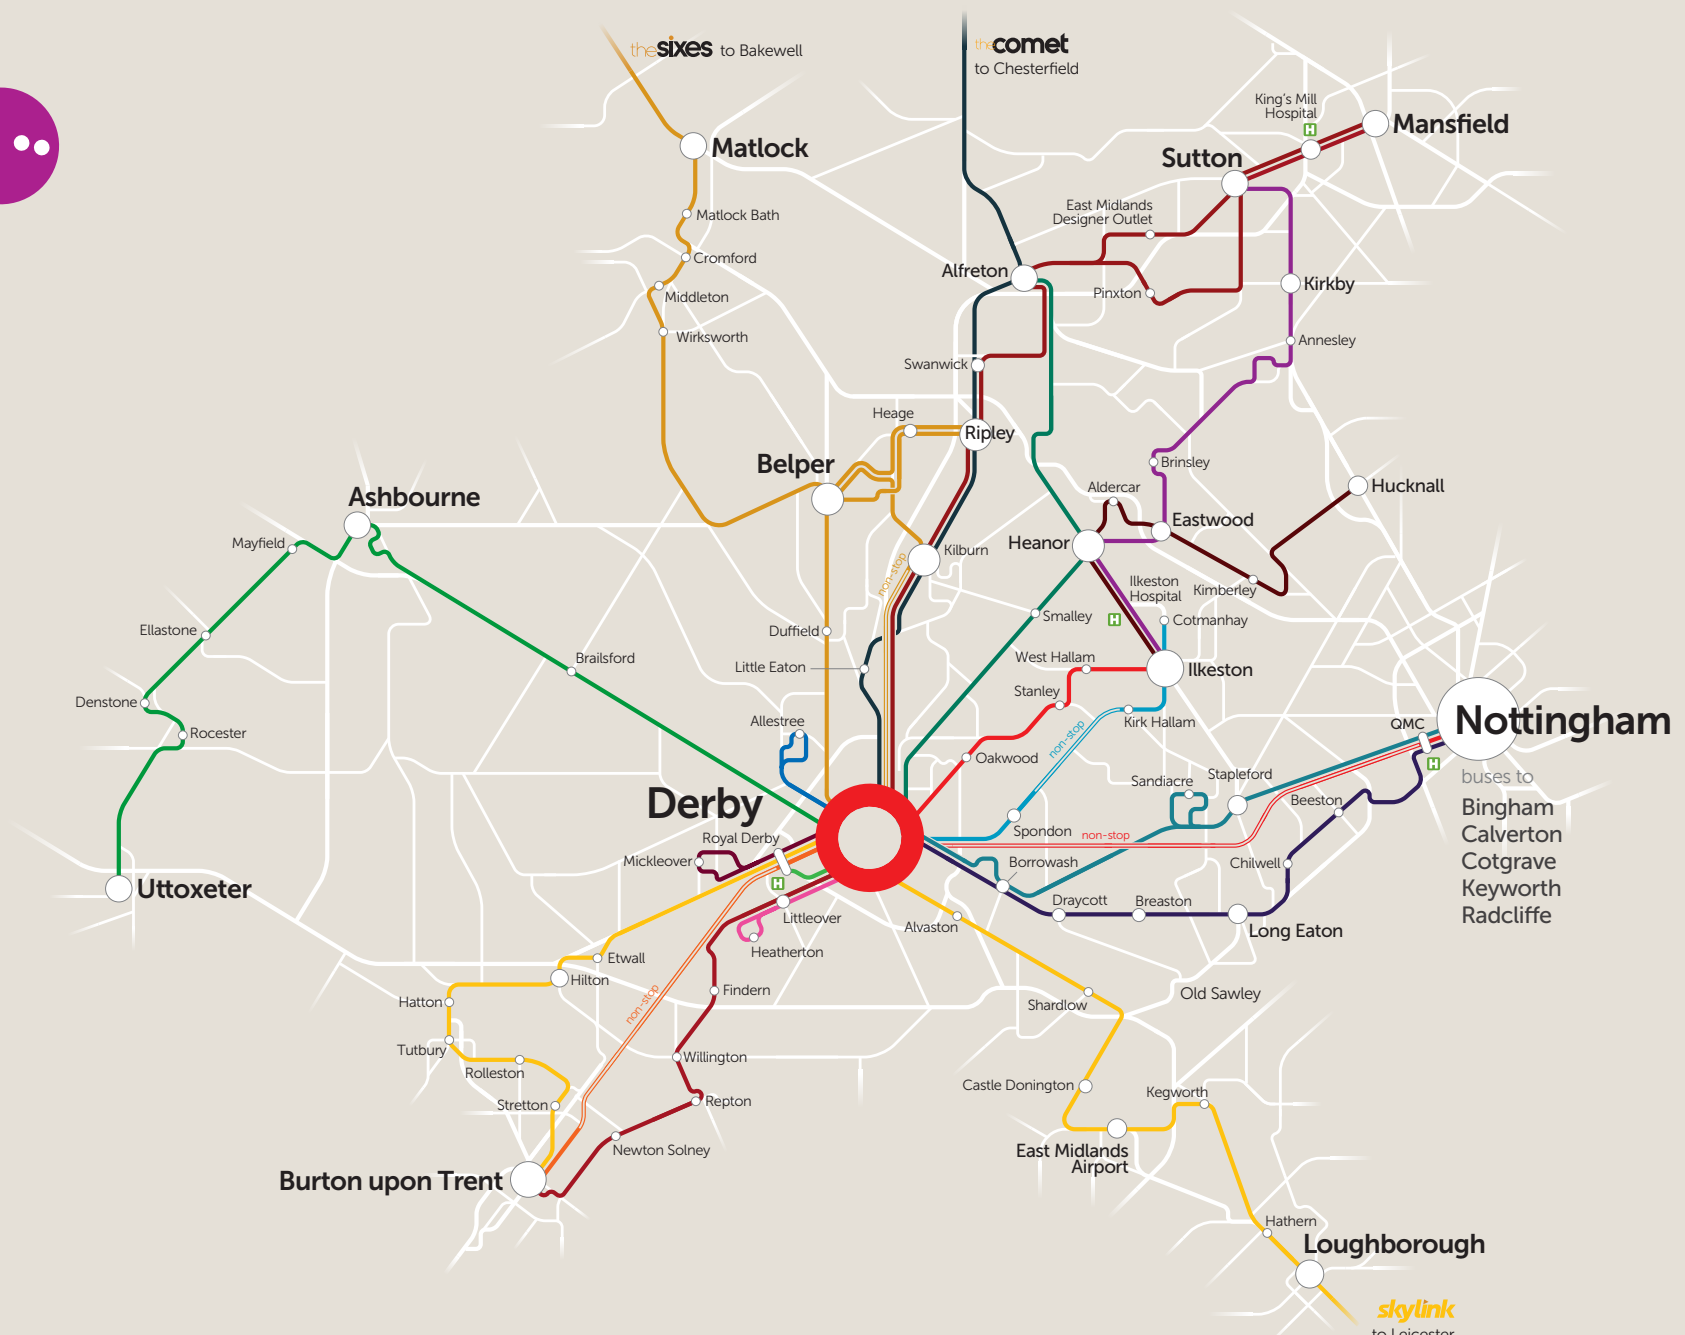 thesixes to Bakewell
thecomet
to Chesterfield
King's Mill
Hospital
H
Mansfield
Matlock
Sutton
East Midlands
Designer Outlet
Matlock Bath
Cromford
Alfreton
Middleton
Pinxton
Kirkby
Wirksworth
Annesley
Swanwick
Heage
Ripley
Belper
Brinsley
Ashbourne
Aldercar
Hucknall
Eastwood
Mayfield
Heanor
Kilburn
non-stop
Ilkeston
Hospital
H
Kimberley
Smalley
Cotmanhay
Ellastone
Duffield
Brailsford
Little Eaton
West Hallam
Ilkeston
Stanley
Denstone
Rocester
Allestree
Kirk Hallam
non-stop
QMC
Nottingham
H
Oakwood
Stapleford
Sandiacre
buses to
Bingham
Calverton
Cotgrave
Keyworth
Radcliffe
Derby
Beeston
Royal Derby
H
Spondon
non-stop
Mickleover
Borrowash
Chilwell
Uttoxeter
Draycott
Breaston
Littleover
Alvaston
Long Eaton
Heatherton
Etwall
Hilton
Findern
Hatton
non-stop
Shardlow
Old Sawley
Tutbury
Willington
Rolleston
Castle Donington
Kegworth
Stretton
Repton
Newton Solney
East Midlands
Airport
Burton upon Trent
Hathern
Loughborough
skylink
to Leicester